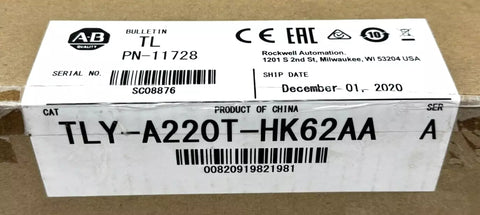 A-B
QUALITY
BULLETIN
TL
PN-11728
SERIAL NO.
SC08876
CE EAC 10
Rockwell Automation.
1201 S 2nd St, Milwaukee, WI 53204 USA
SHIP DATE
December 01, 2020
CAT
PRODUCT OF CHINA
SER
TLY-A220T-HK62AA
A
00820919821981